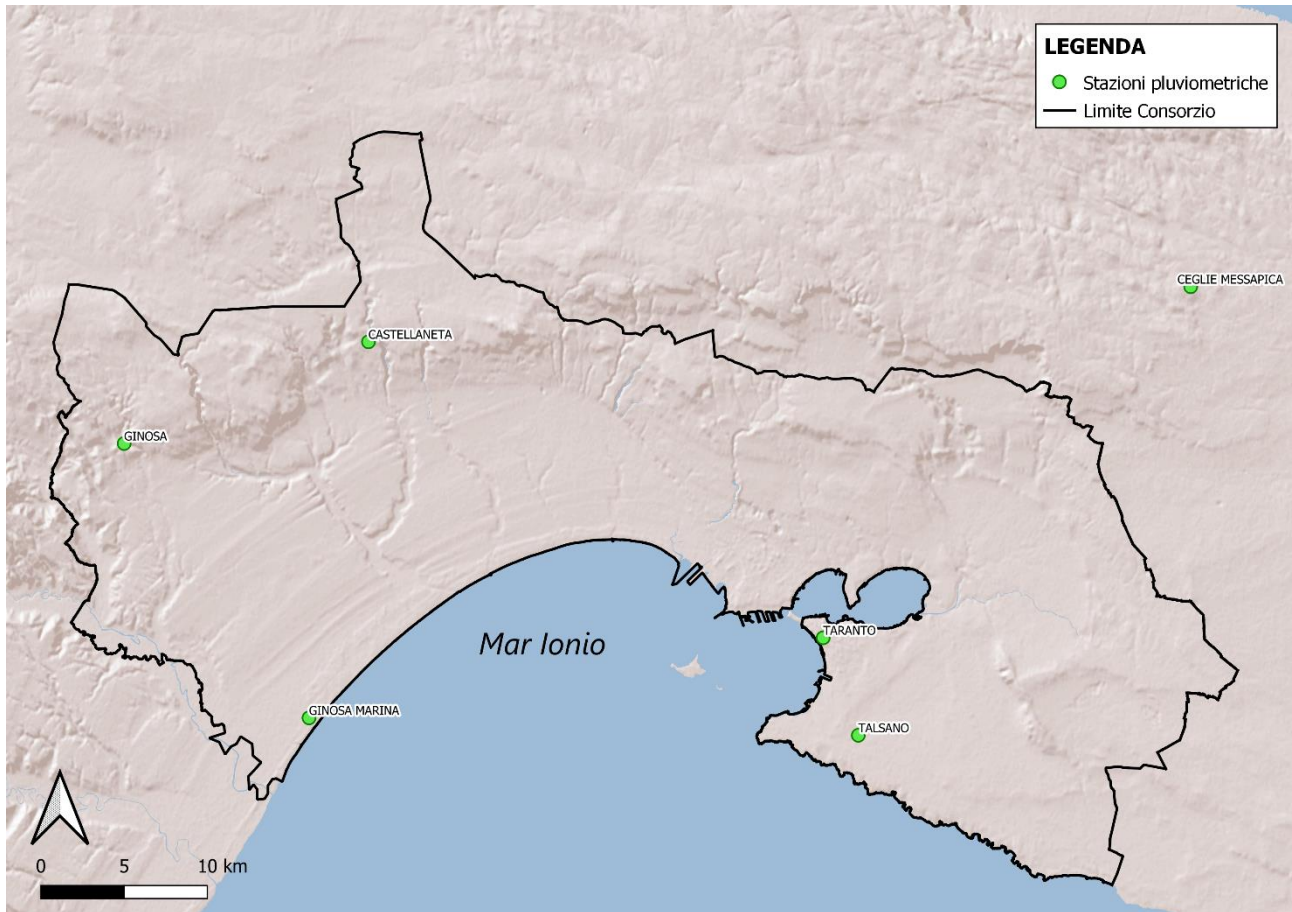 LEGENDA
Stazioni pluviometriche
Limite Consorzio
CEGLIE MESSAPICA
CASTELLANETA
GINOSA
TARANTO
Mar Ionio
GINOSA MARINA
TALSANO
0 5 10 km